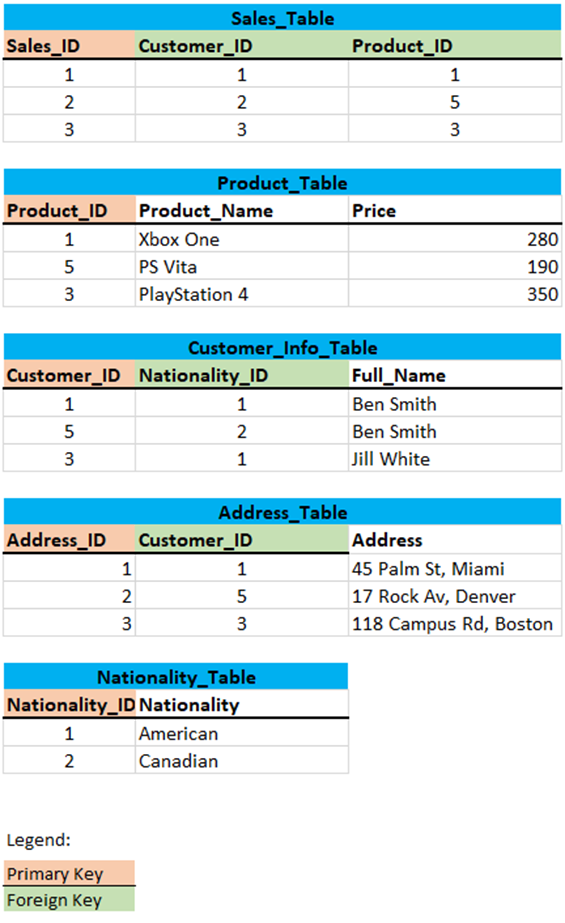 Sales_Table
Sales_ID Customer_ID Product_ID
1 1 1
2 2 5
3 3 3
Product_Table
Product_ID Product_Name Price
1 Xbox One 280
5 PS Vita 190
3 PlayStation 4 350
Customer_Info_Table
Customer_ID Nationality_ID Full_Name
1 1 Ben Smith
5 2 Ben Smith
3 1 Jill White
Address_Table
Address_ID Customer_ID Address
1 1 45 Palm St, Miami
2 5 17 Rock Av, Denver
3 3 118 Campus Rd, Boston
Nationality_Table
Nationality_ID Nationality
1 American
2 Canadian
Legend:
Primary Key
Foreign Key